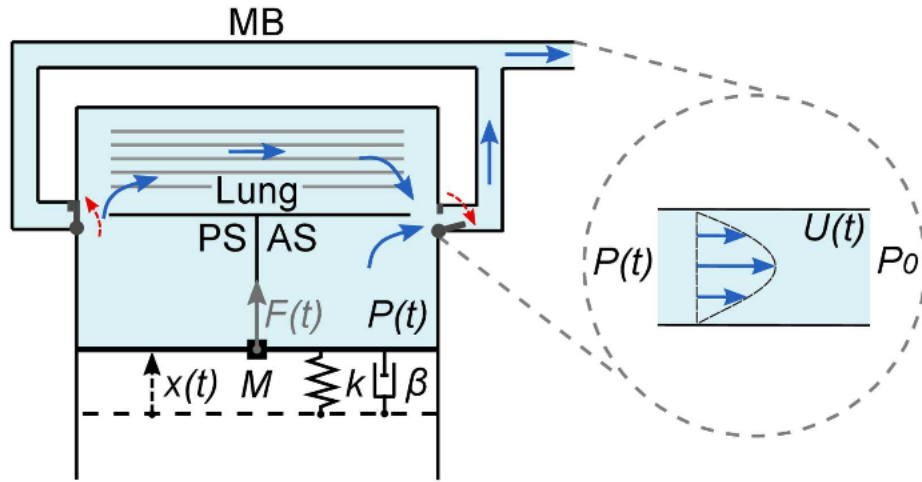 MB
Lung
PS AS
F(t)
P(t)
x(t)
M
k
β
P(t)
U(t)
P0